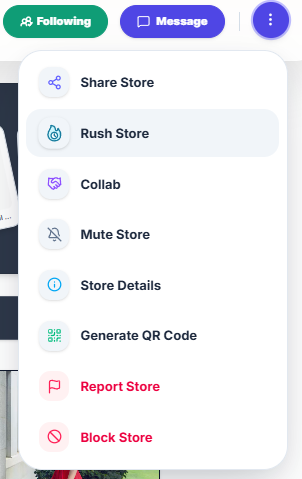 Following
Message
Share Store
Rush Store
Collab
Mute Store
Store Details
Generate QR Code
Report Store
Block Store